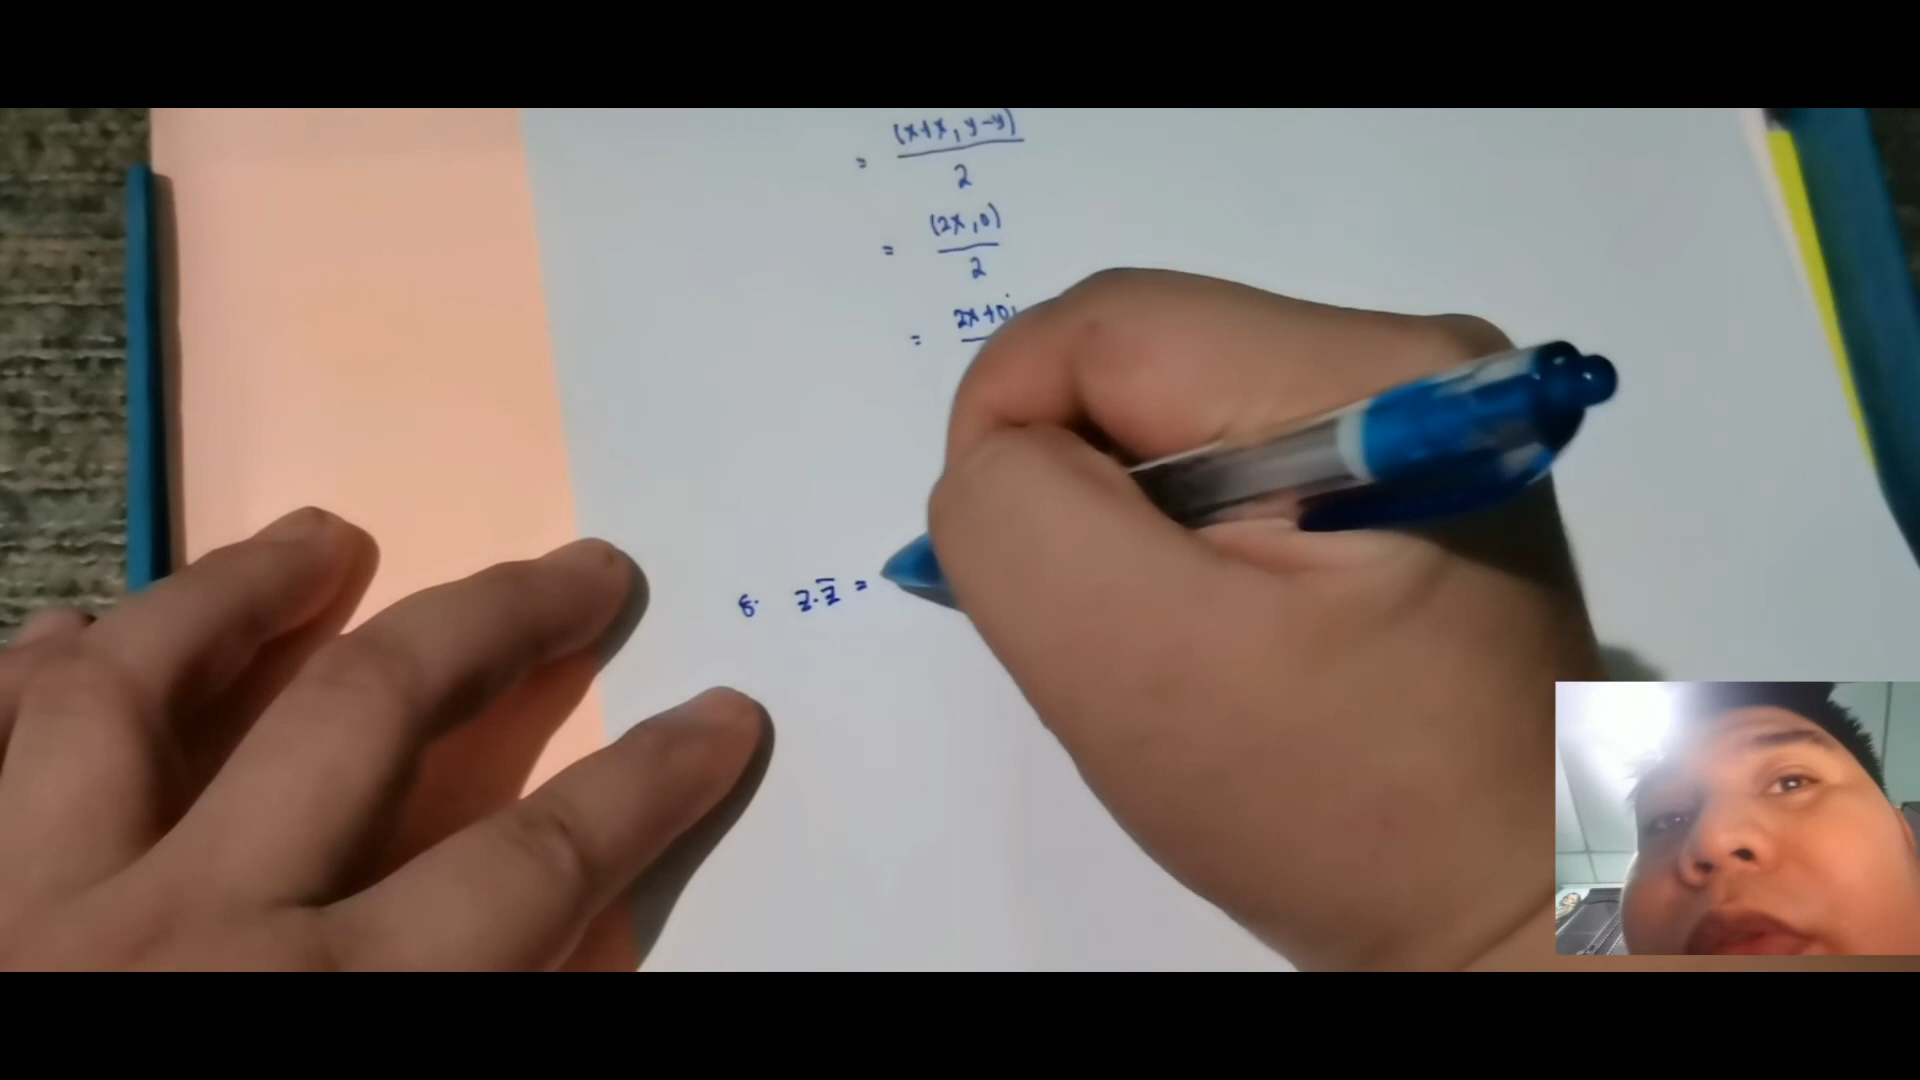 = (x+x, y-y)/2
= (2x, 0)/2
= 2x+0i
8. z.z̅ =